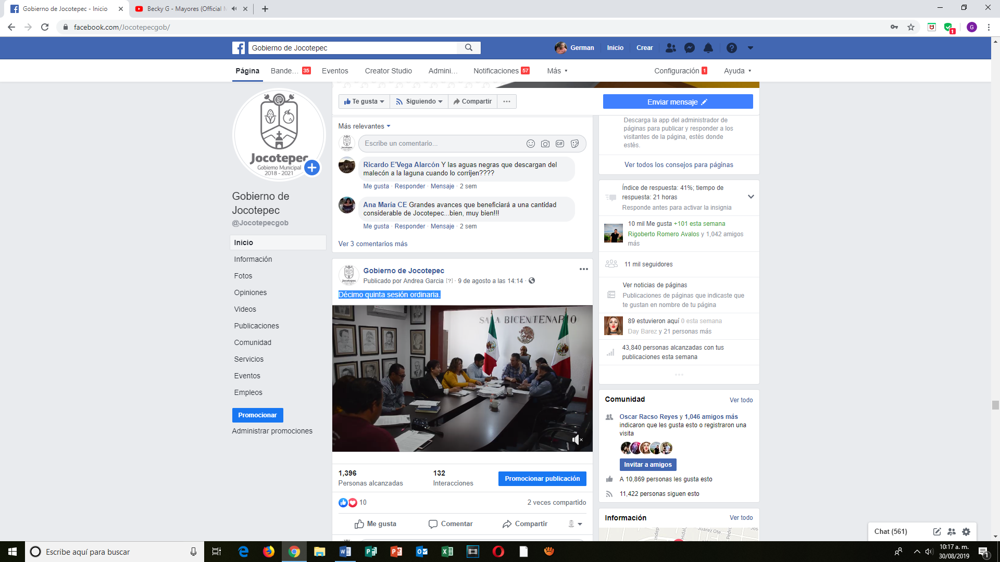 Gobierno de Jocotepec - Inicio
Becky G - Mayores (Official M
facebook.com/Jocotepecgob/
G
1
Gobierno de Jocotepec
German
Inicio
Crear
Página
Bande... 35
Eventos
Creator Studio
Admini...
Notificaciones 57
Más
Configuración 1
Ayuda
Jocotepec
Gobierno Municipal
2018 - 2021
Gobierno de
Jocotepec
@Jocotepecgob
Inicio
Información
Fotos
Opiniones
Videos
Publicaciones
Comunidad
Servicios
Eventos
Empleos
Promocionar
Administrar promociones
Te gusta
Siguiendo
Compartir
Enviar mensaje
Más relevantes
Escribe un comentario...
GIF
Ricardo E'Vega Alarcón Y las aguas negras que descargan del
malecón a la laguna cuando lo corrijen????
Me gusta · Responder · Mensaje · 2 sem
Ana María CE Grandes avances que beneficiará a una cantidad
considerable de Jocotepec...bien, muy bien!!!
Me gusta · Responder · Mensaje · 2 sem
Ver 3 comentarios más
Gobierno de Jocotepec
Publicado por Andrea Garcia [?] · 9 de agosto a las 14:14 ·
Décimo quinta sesión ordinaria.
SALA BICENTENARIO
1,396
Personas alcanzadas
132
Interacciones
Promocionar publicación
10
2 veces compartido
Me gusta
Comentar
Compartir
Descarga la app del administrador de
páginas para publicar y responder a los
visitantes de la página, estés donde
estés.
Ver todos los consejos para páginas
Índice de respuesta: 41%; tiempo de
respuesta: 21 horas
Responde antes para activar la insignia
10 mil Me gusta +101 esta semana
Rigoberto Romero Avalos y 1,042 amigos
más
11 mil seguidores
Ver noticias de páginas
Publicaciones de páginas que indicaste que
te gustan en nombre de tu página
89 estuvieron aquí 0 esta semana
Day Barez y 21 personas más
43,840 personas alcanzadas con tus
publicaciones esta semana
Comunidad
Ver todo
Oscar Racso Reyes y 1,046 amigos más
indicaron que les gusta esto o registraron una
visita
Invitar a amigos
A 10,869 personas les gusta esto
11,422 personas siguen esto
Información
Ver todo
Juárez Ote.
Hidal
Chat (561)
Escribe aquí para buscar
10:17 a. m.
30/08/2019
1